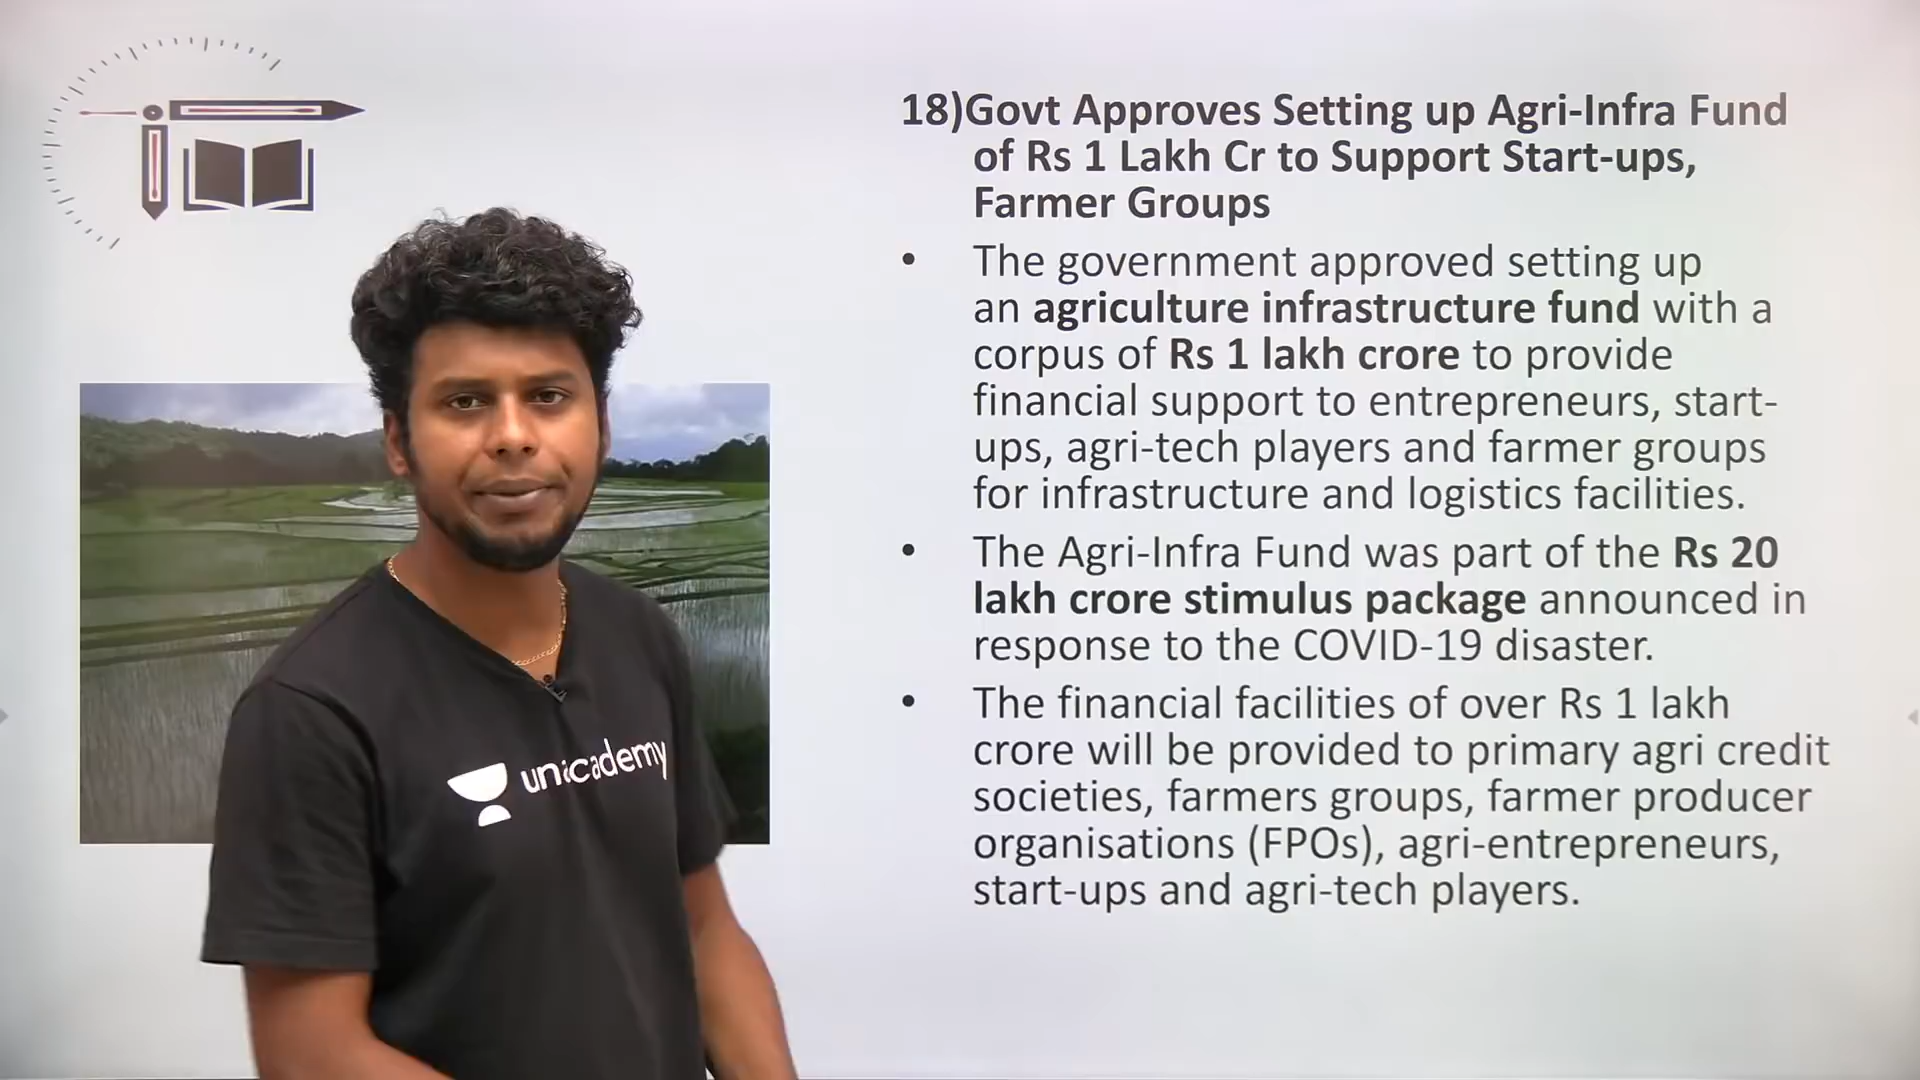 18)Govt Approves Setting up Agri-Infra Fund
of Rs 1 Lakh Cr to Support Start-ups,
Farmer Groups
• The government approved setting up
an agriculture infrastructure fund with a
corpus of Rs 1 lakh crore to provide
financial support to entrepreneurs, start-
ups, agri-tech players and farmer groups
for infrastructure and logistics facilities.
• The Agri-Infra Fund was part of the Rs 20
lakh crore stimulus package announced in
response to the COVID-19 disaster.
• The financial facilities of over Rs 1 lakh
crore will be provided to primary agri credit
societies, farmers groups, farmer producer
organisations (FPOs), agri-entrepreneurs,
start-ups and agri-tech players.
unacademy